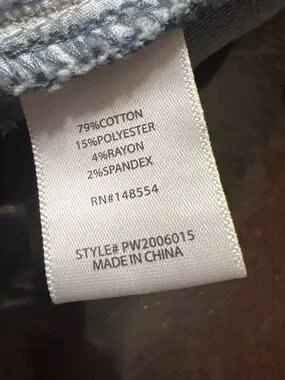 79%COTTON
15%POLYESTER
4%RAYON
2%SPANDEX
RN#148554
STYLE# PW2006015
MADE IN CHINA